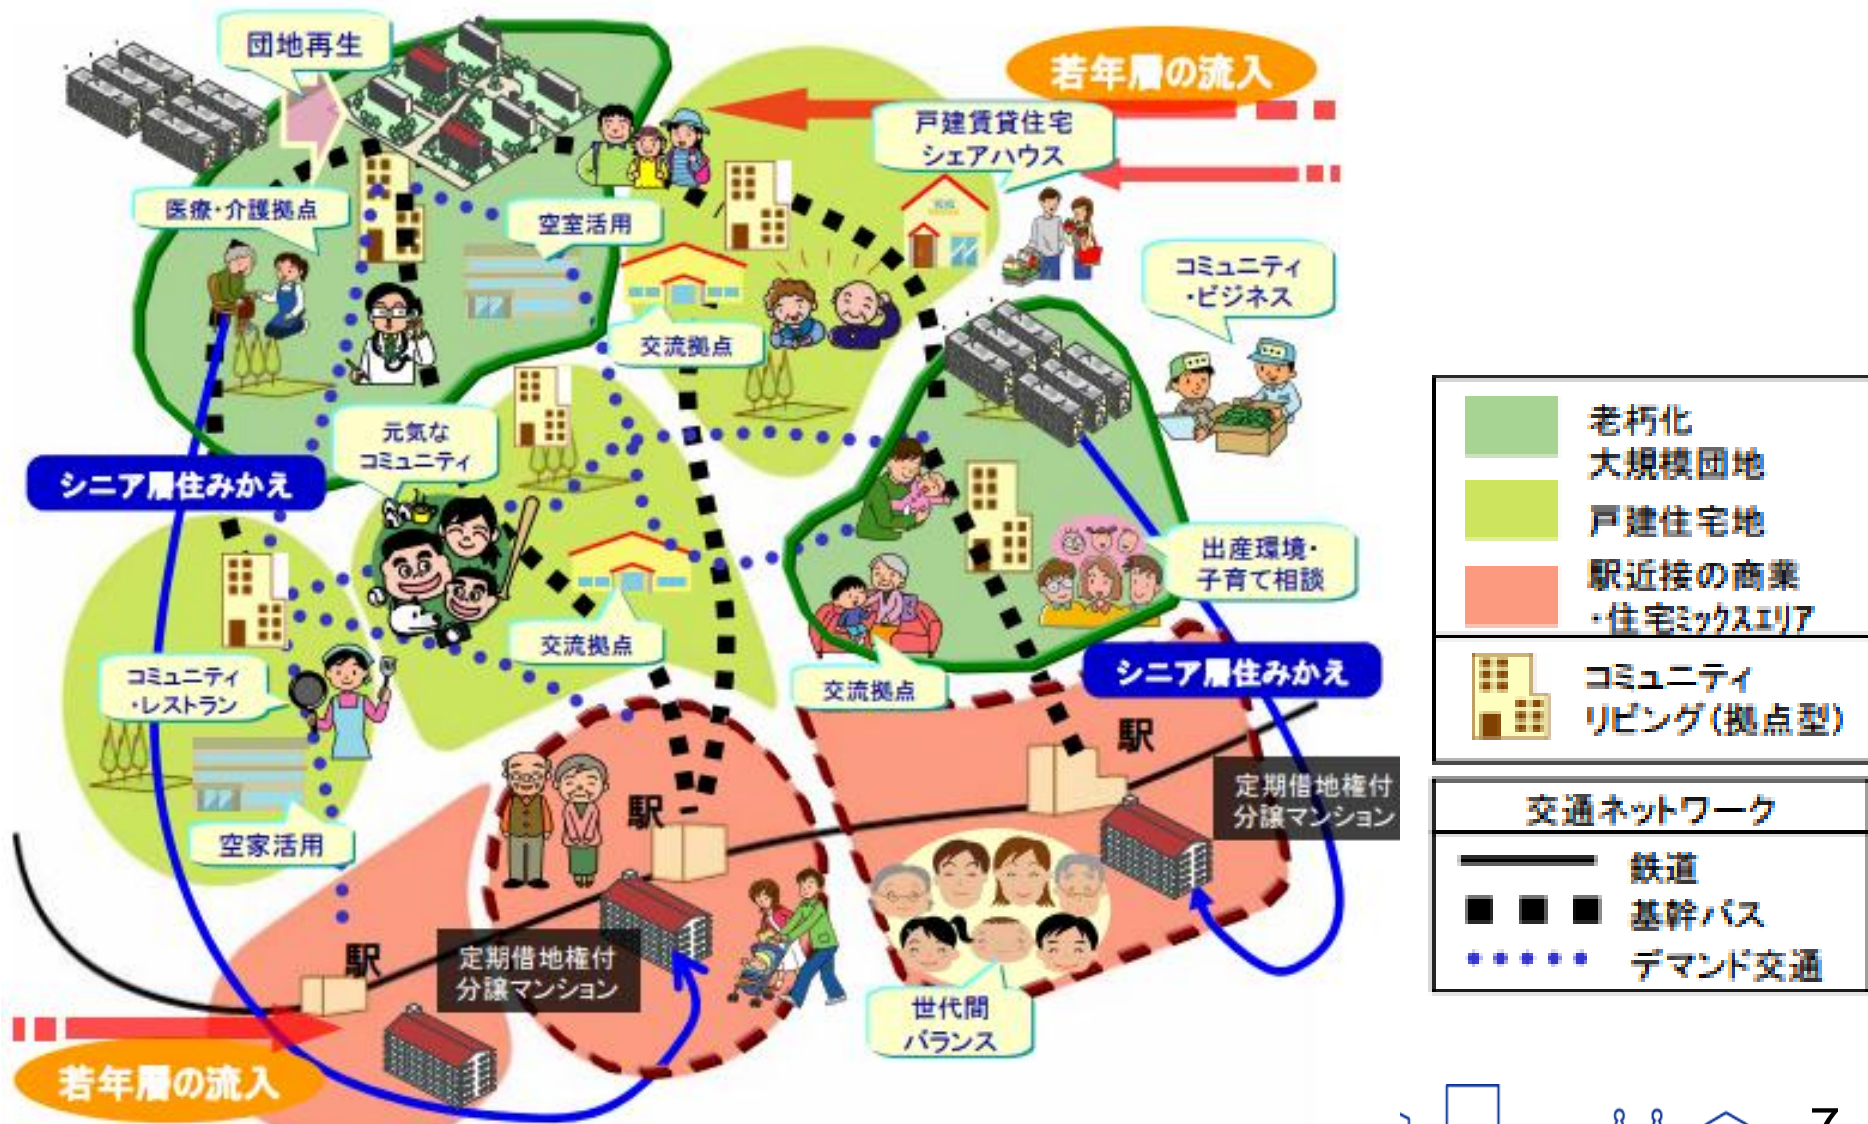 団地再生
若年層の流入
戸建賃貸住宅
シェアハウス
医療・介護拠点
空室活用
コミュニティ
・ビジネス
交流拠点
元気な
コミュニティ
シニア層住みかえ
出産環境・
子育て相談
交流拠点
コミュニティ
・レストラン
交流拠点
シニア層住みかえ
駅
定期借地権付
分譲マンション
駅
空家活用
駅
定期借地権付
分譲マンション
世代間
バランス
若年層の流入
老朽化
大規模団地
戸建住宅地
駅近接の商業
・住宅ミックスエリア
コミュニティ
リビング(拠点型)
交通ネットワーク
鉄道
基幹バス
デマンド交通